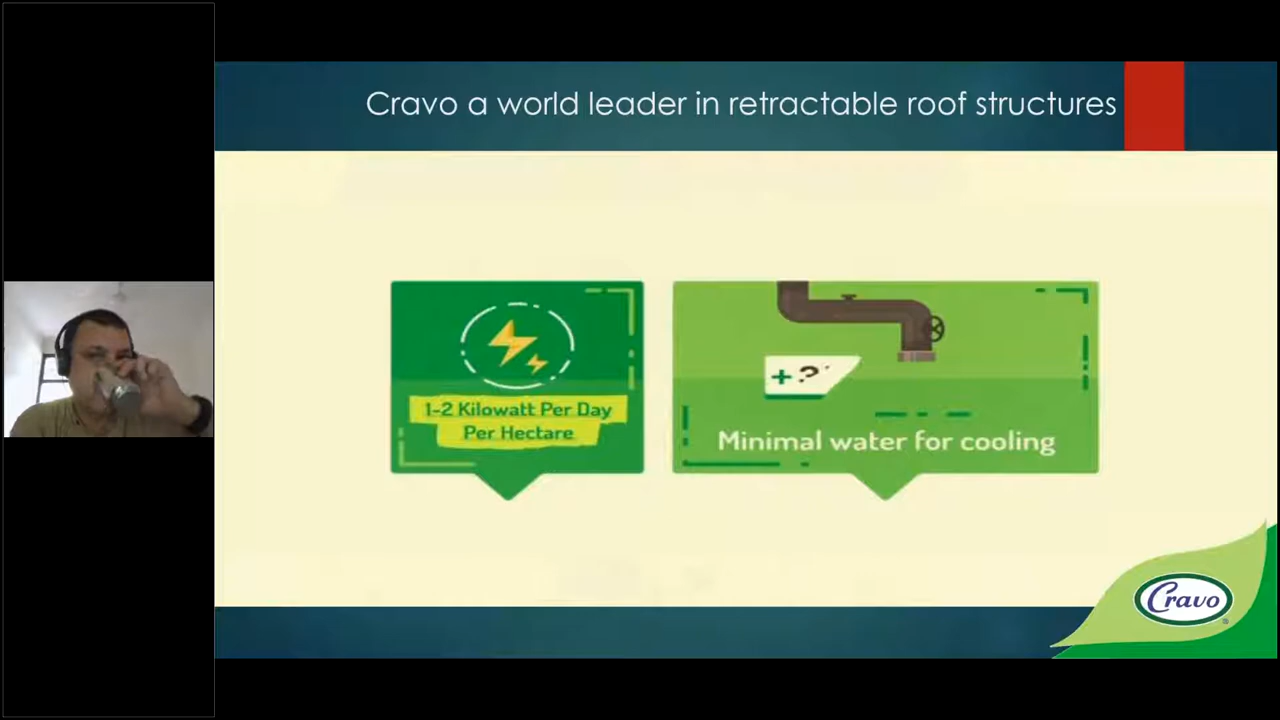 Cravo a world leader in retractable roof structures
1-2 Kilowatt Per Day
Per Hectare
+ ?
Minimal water for cooling
Cravo